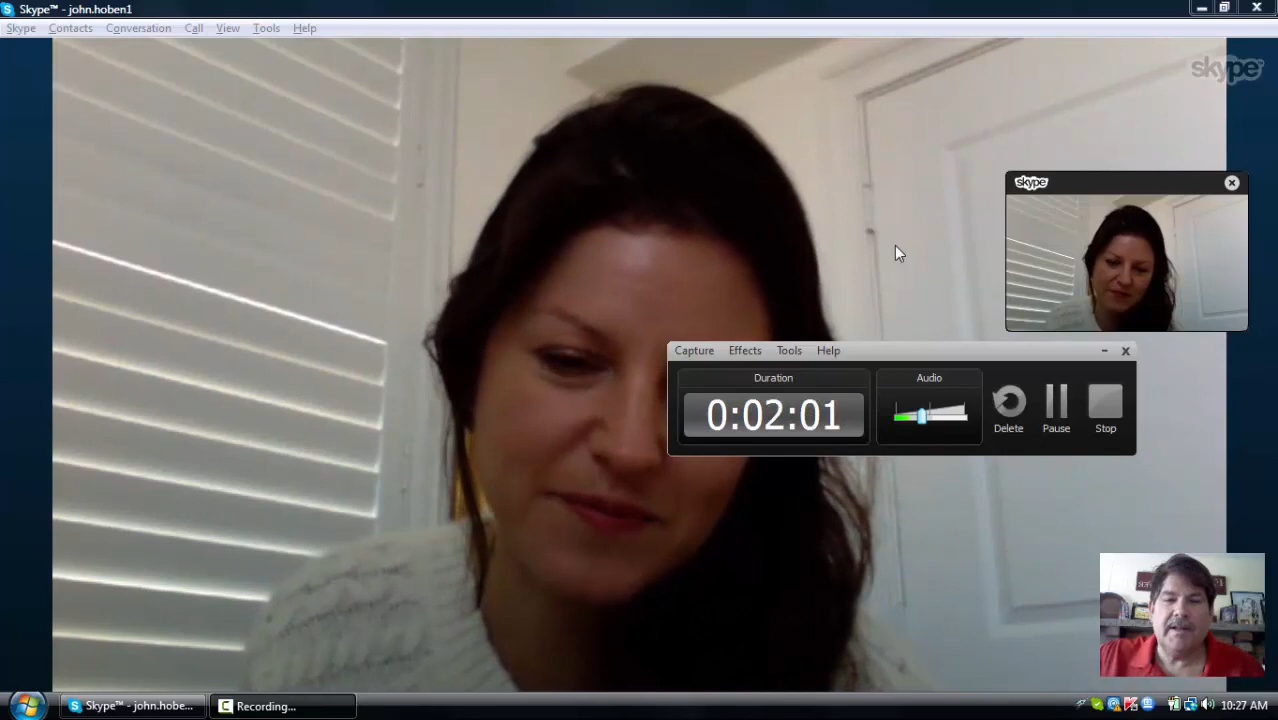 Skype™ - john.hoben1
Skype Contacts Conversation Call View Tools Help
skype
skype
Capture Effects Tools Help
Duration Audio
0:02:01
Delete Pause Stop
Skype™ - john.hobe... Recording... 10:27 AM